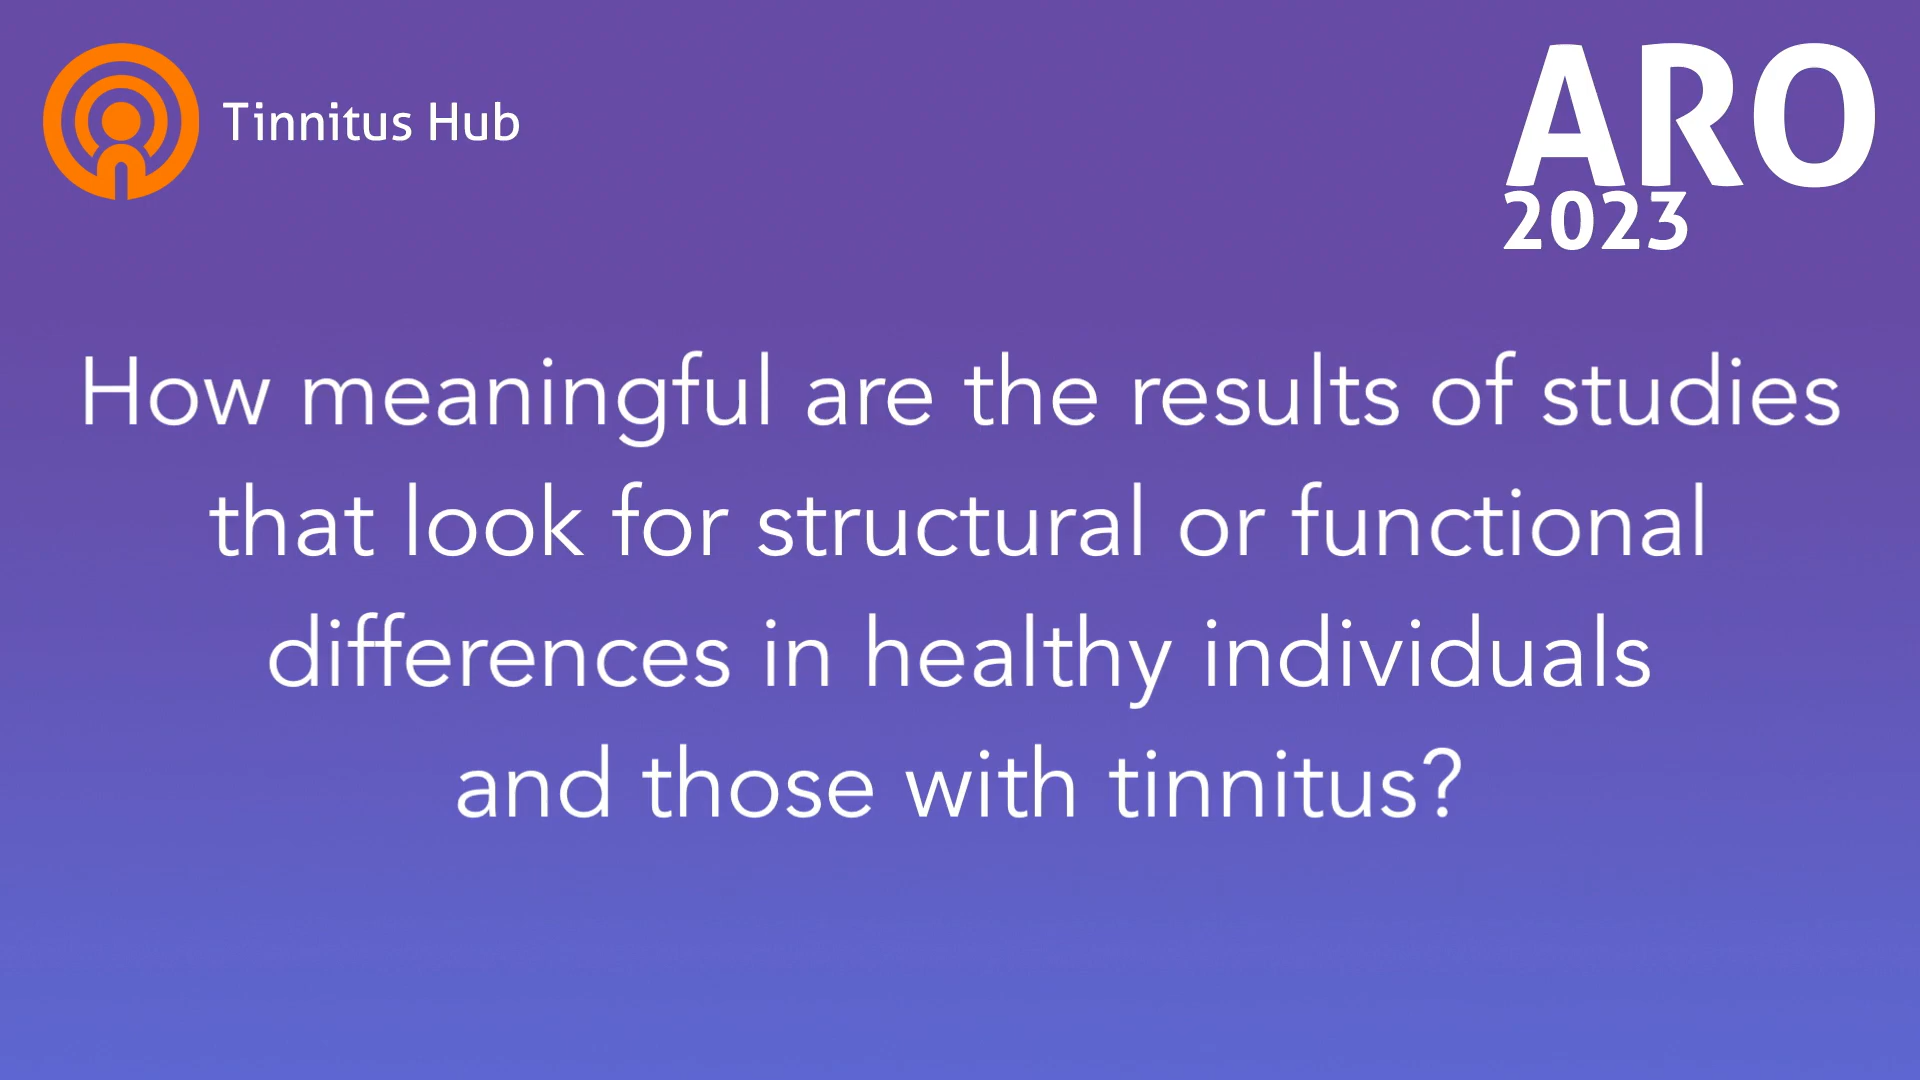 Tinnitus Hub
ARO
2023
How meaningful are the results of studies
that look for structural or functional
differences in healthy individuals
and those with tinnitus?